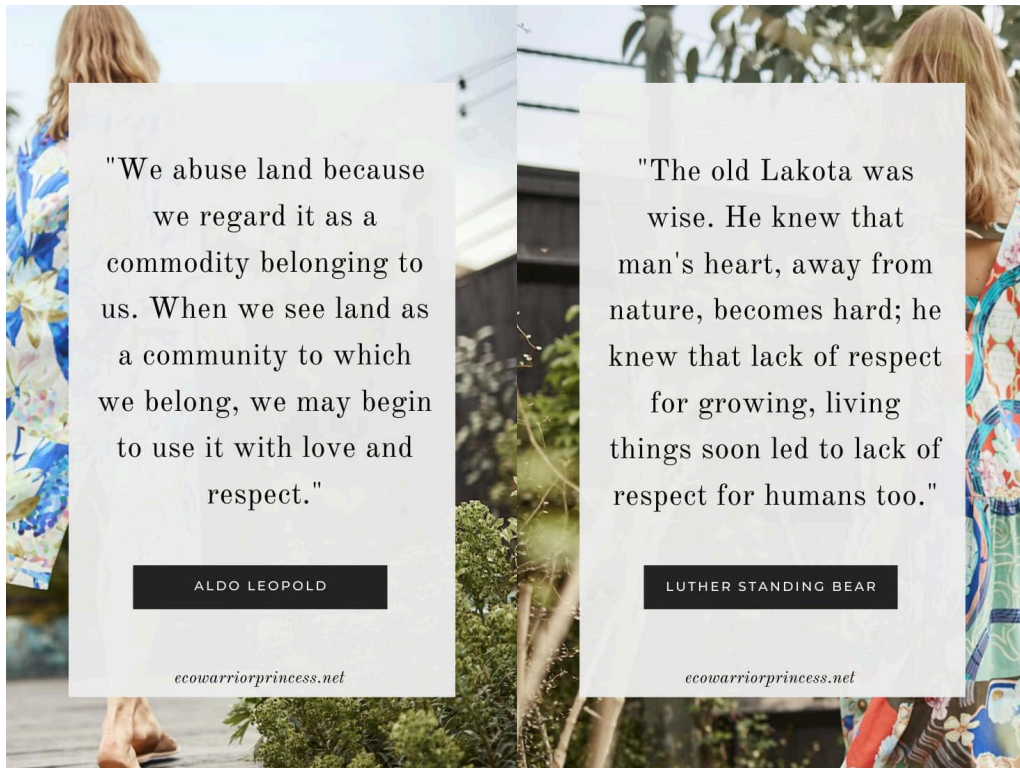 "We abuse land because
we regard it as a
commodity belonging to
us. When we see land as
a community to which
we belong, we may begin
to use it with love and
respect."
ALDO LEOPOLD
ecowarriorprincess.net
"The old Lakota was
wise. He knew that
man's heart, away from
nature, becomes hard; he
knew that lack of respect
for growing, living
things soon led to lack of
respect for humans too."
LUTHER STANDING BEAR
ecowarriorprincess.net